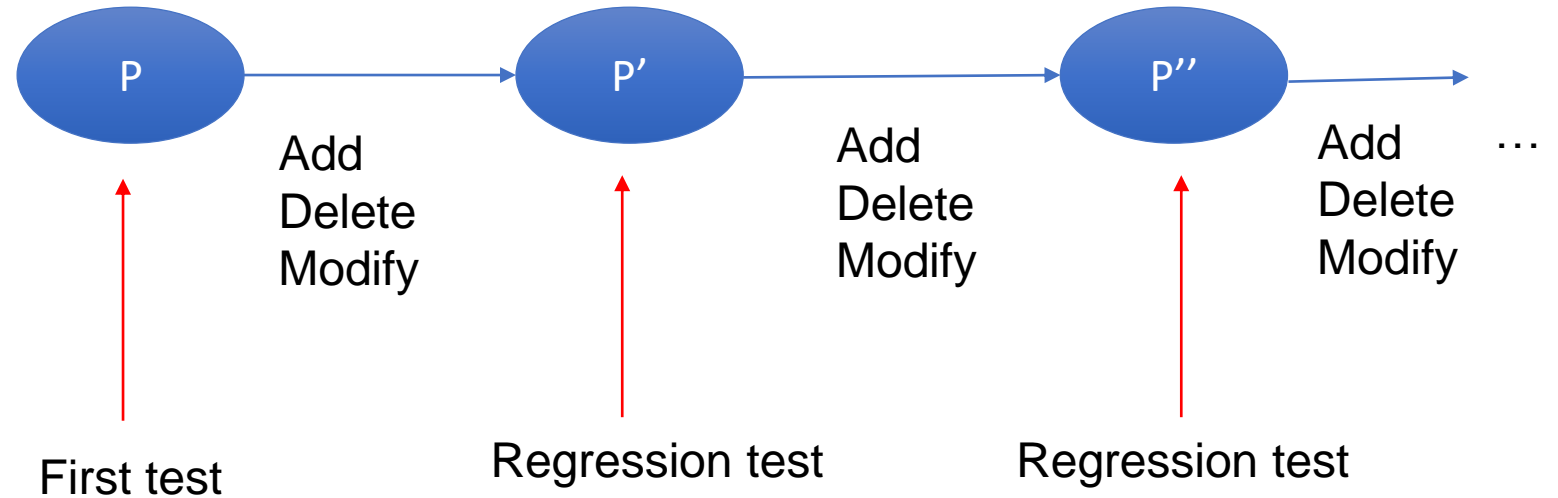 P
P’
P’’
Add
Delete
Modify
Add
Delete
Modify
Add
Delete
Modify
…
First test
Regression test
Regression test